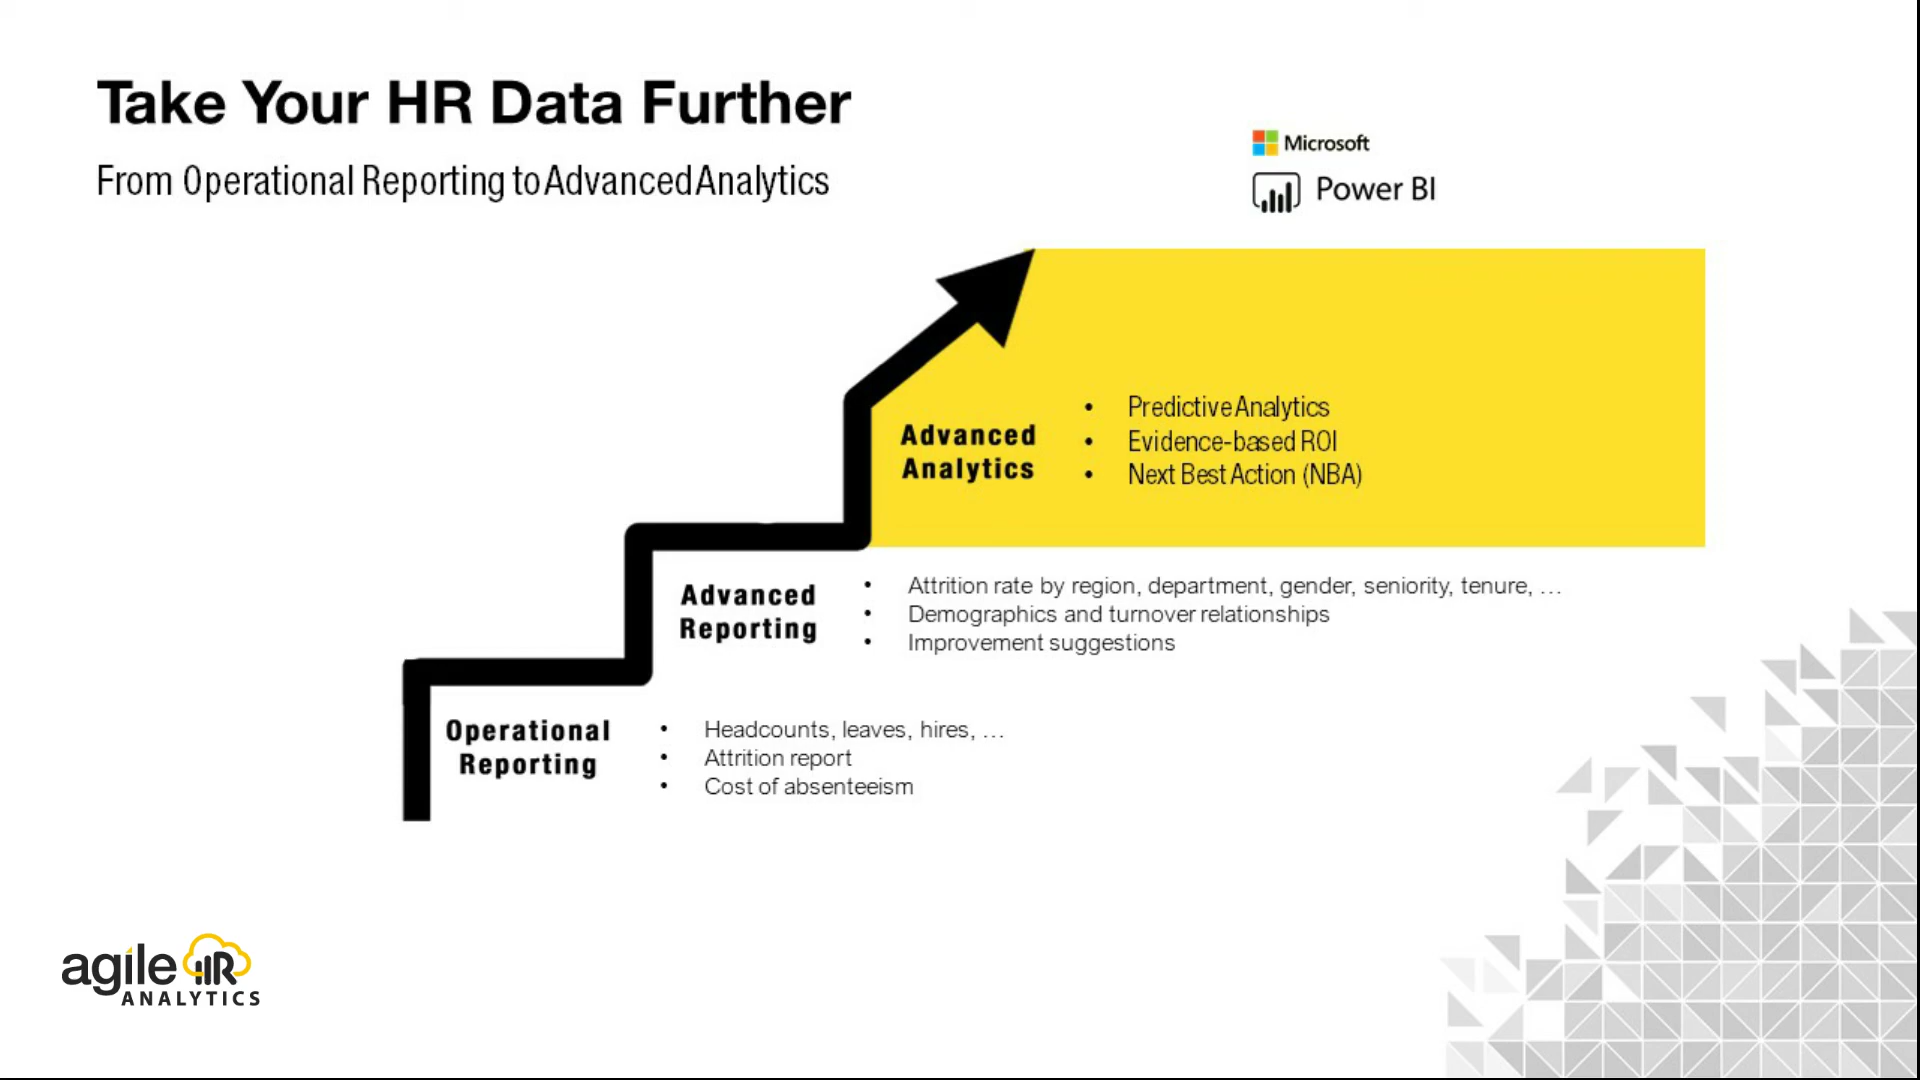 Take Your HR Data Further
From Operational Reporting to Advanced Analytics
Microsoft
Power BI
Advanced
Analytics
• Predictive Analytics
• Evidence-based ROI
• Next Best Action (NBA)
Advanced
Reporting
• Attrition rate by region, department, gender, seniority, tenure, …
• Demographics and turnover relationships
• Improvement suggestions
Operational
Reporting
• Headcounts, leaves, hires, …
• Attrition report
• Cost of absenteeism
agile HR
ANALYTICS